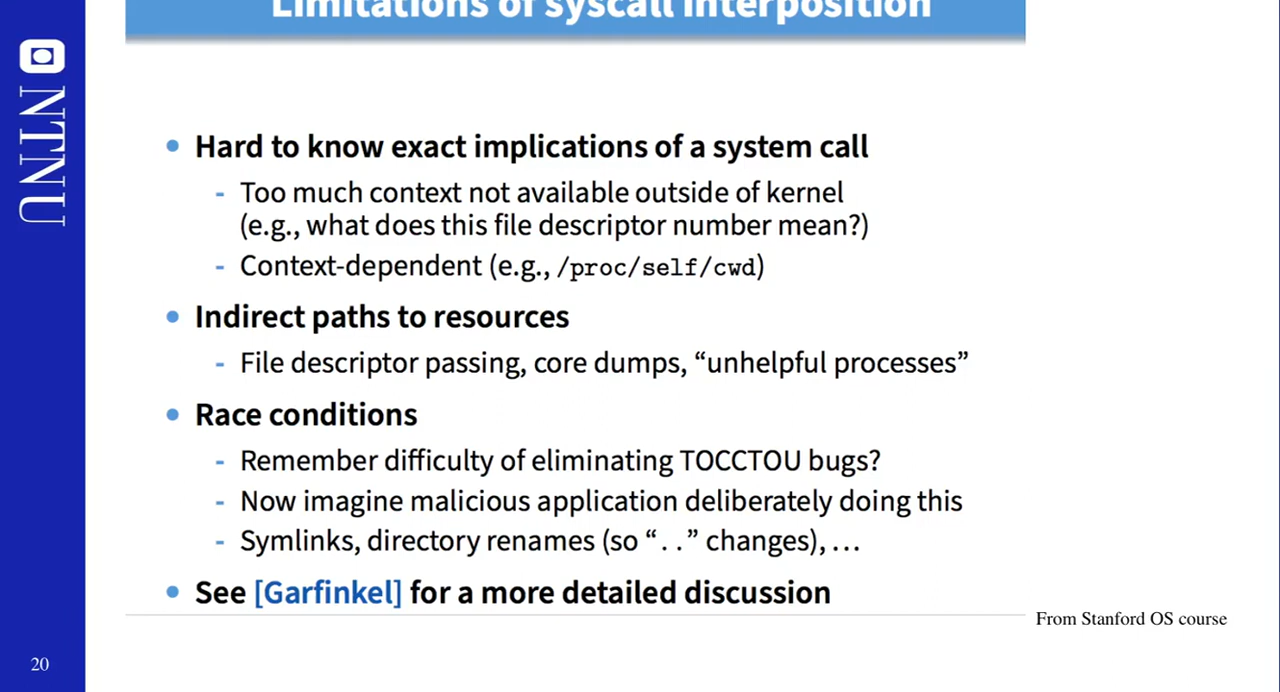 Limitations of syscall interposition
NTNU
• Hard to know exact implications of a system call
- Too much context not available outside of kernel
(e.g., what does this file descriptor number mean?)
- Context-dependent (e.g., /proc/self/cwd)
• Indirect paths to resources
- File descriptor passing, core dumps, “unhelpful processes”
• Race conditions
- Remember difficulty of eliminating TOCCTOU bugs?
- Now imagine malicious application deliberately doing this
- Symlinks, directory renames (so “..” changes), …
• See [Garfinkel] for a more detailed discussion
From Stanford OS course
20